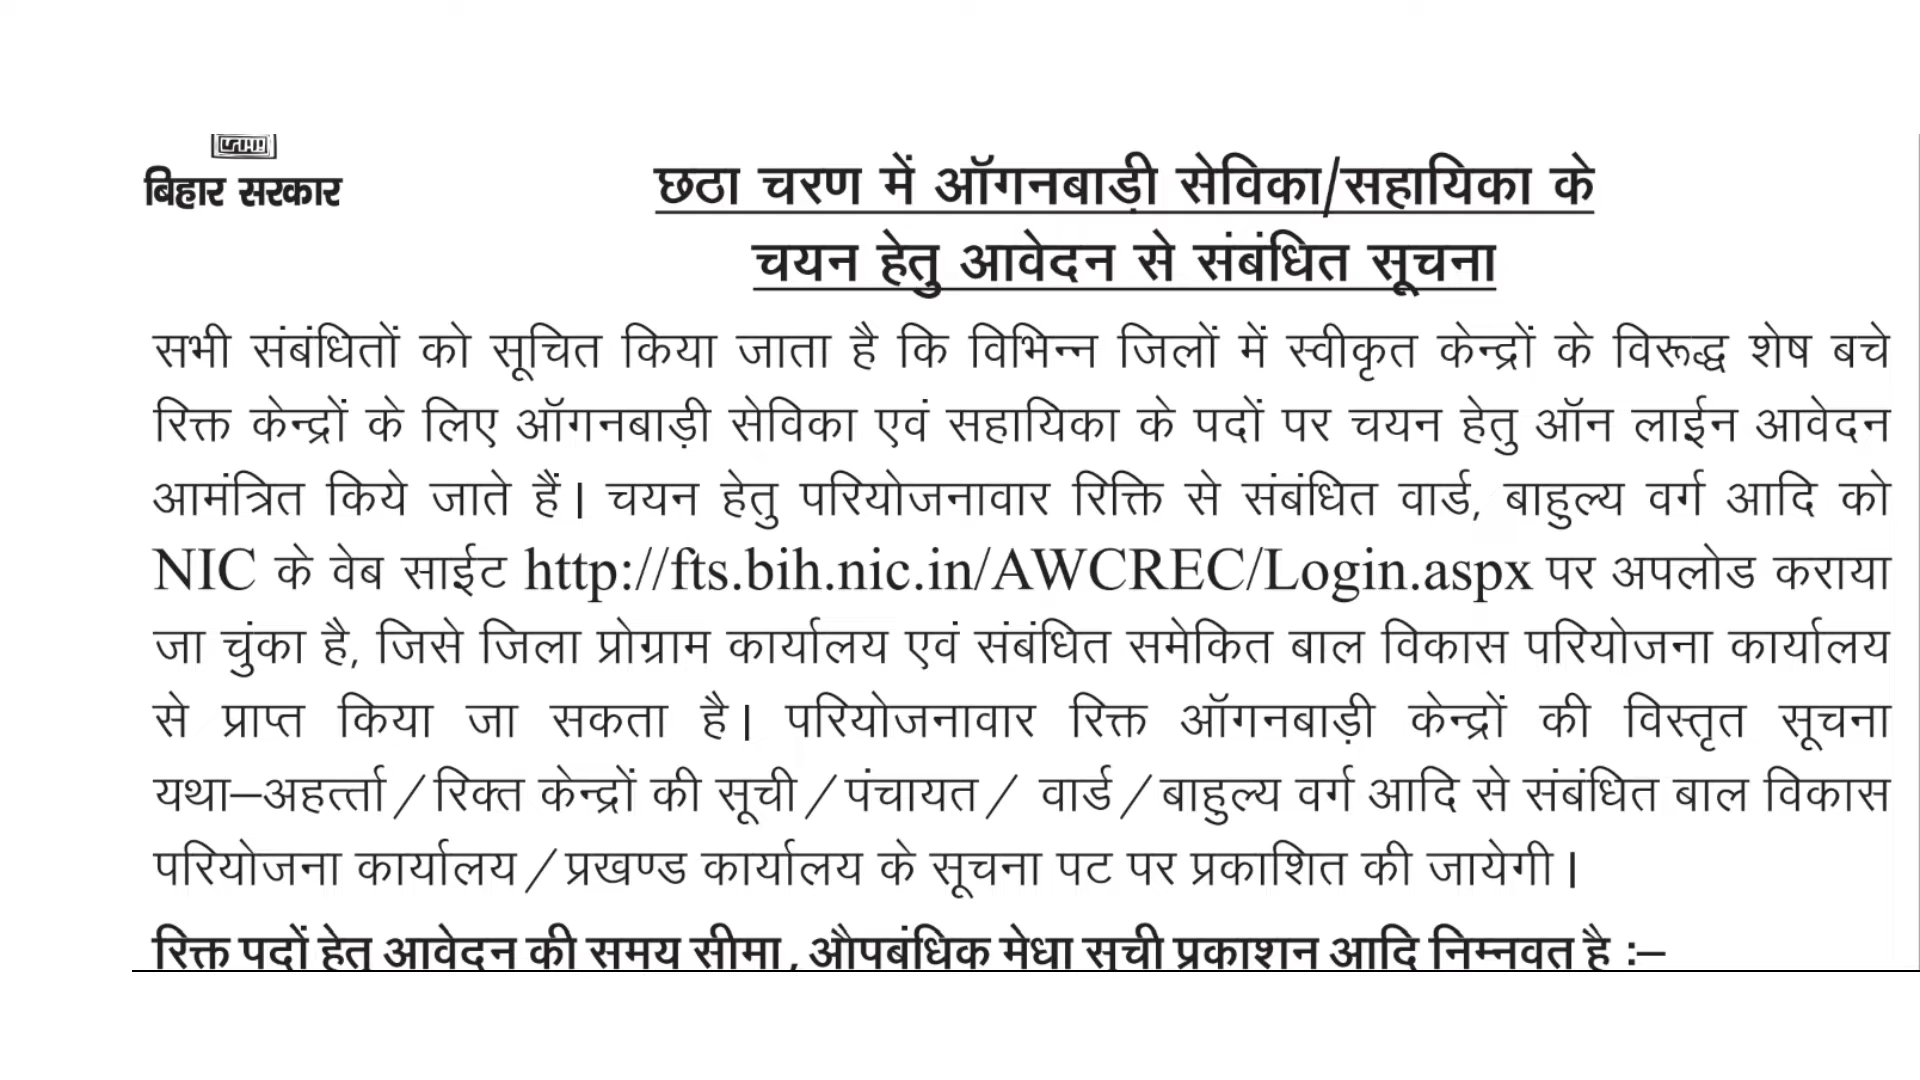 बिहार सरकार
छठा चरण में ऑगनबाड़ी सेविका/सहायिका के
चयन हेतु आवेदन से संबंधित सूचना
सभी संबंधितों को सूचित किया जाता है कि विभिन्न जिलों में स्वीकृत केन्द्रों के विरूद्ध शेष बचे
रिक्त केन्द्रों के लिए ऑगनबाड़ी सेविका एवं सहायिका के पदों पर चयन हेतु ऑन लाईन आवेदन
आमंत्रित किये जाते हैं। चयन हेतु परियोजनावार रिक्ति से संबंधित वार्ड, बाहुल्य वर्ग आदि को
NIC के वेब साईट http://fts.bih.nic.in/AWCREC/Login.aspx पर अपलोड कराया
जा चुंका है, जिसे जिला प्रोग्राम कार्यालय एवं संबंधित समेकित बाल विकास परियोजना कार्यालय
से प्राप्त किया जा सकता है। परियोजनावार रिक्त ऑगनबाड़ी केन्द्रों की विस्तृत सूचना
यथा–अहर्त्ता/रिक्त केन्द्रों की सूची/पंचायत/ वार्ड/बाहुल्य वर्ग आदि से संबंधित बाल विकास
परियोजना कार्यालय/प्रखण्ड कार्यालय के सूचना पट पर प्रकाशित की जायेगी।
रिक्त पदों हेतु आवेदन की समय सीमा, औपबंधिक मेधा सूची प्रकाशन आदि निम्नवत है :–